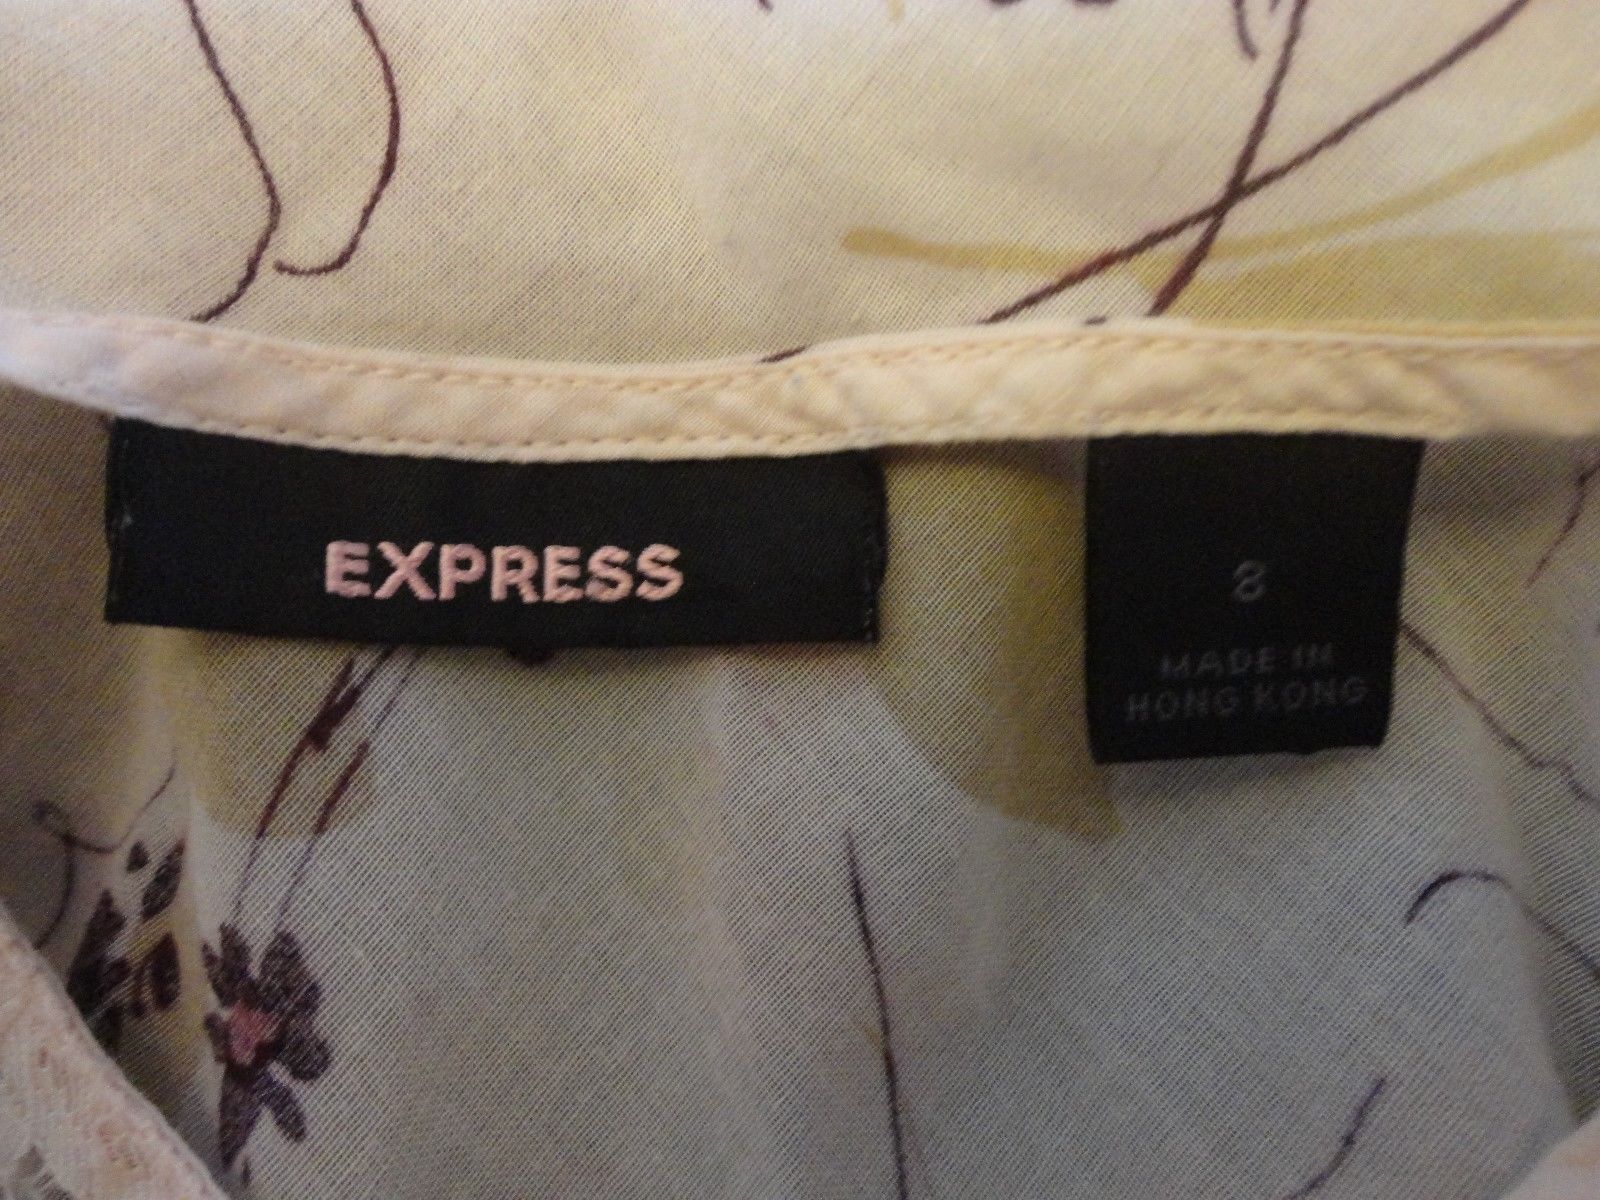 EXPRESS
8
MADE IN
HONG KONG